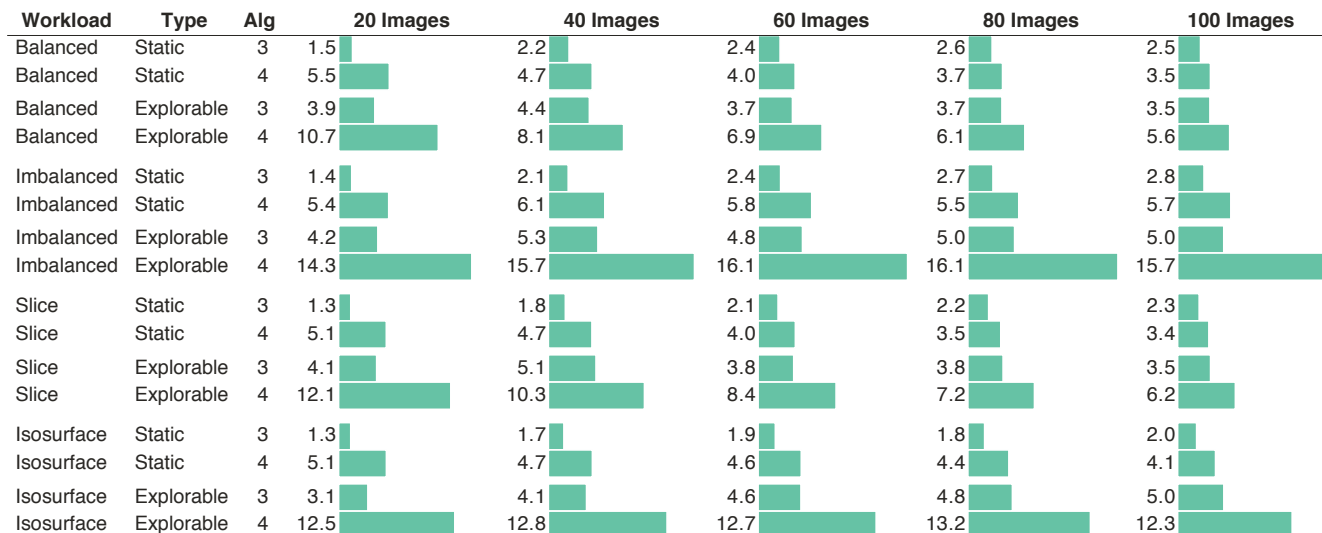 Workload Type Alg 20 Images 40 Images 60 Images 80 Images 100 Images
Balanced Static 3 1.5 2.2 2.4 2.6 2.5
Balanced Static 4 5.5 4.7 4.0 3.7 3.5
Balanced Explorable 3 3.9 4.4 3.7 3.7 3.5
Balanced Explorable 4 10.7 8.1 6.9 6.1 5.6
Imbalanced Static 3 1.4 2.1 2.4 2.7 2.8
Imbalanced Static 4 5.4 6.1 5.8 5.5 5.7
Imbalanced Explorable 3 4.2 5.3 4.8 5.0 5.0
Imbalanced Explorable 4 14.3 15.7 16.1 16.1 15.7
Slice Static 3 1.3 1.8 2.1 2.2 2.3
Slice Static 4 5.1 4.7 4.0 3.5 3.4
Slice Explorable 3 4.1 5.1 3.8 3.8 3.5
Slice Explorable 4 12.1 10.3 8.4 7.2 6.2
Isosurface Static 3 1.3 1.7 1.9 1.8 2.0
Isosurface Static 4 5.1 4.7 4.6 4.4 4.1
Isosurface Explorable 3 3.1 4.1 4.6 4.8 5.0
Isosurface Explorable 4 12.5 12.8 12.7 13.2 12.3